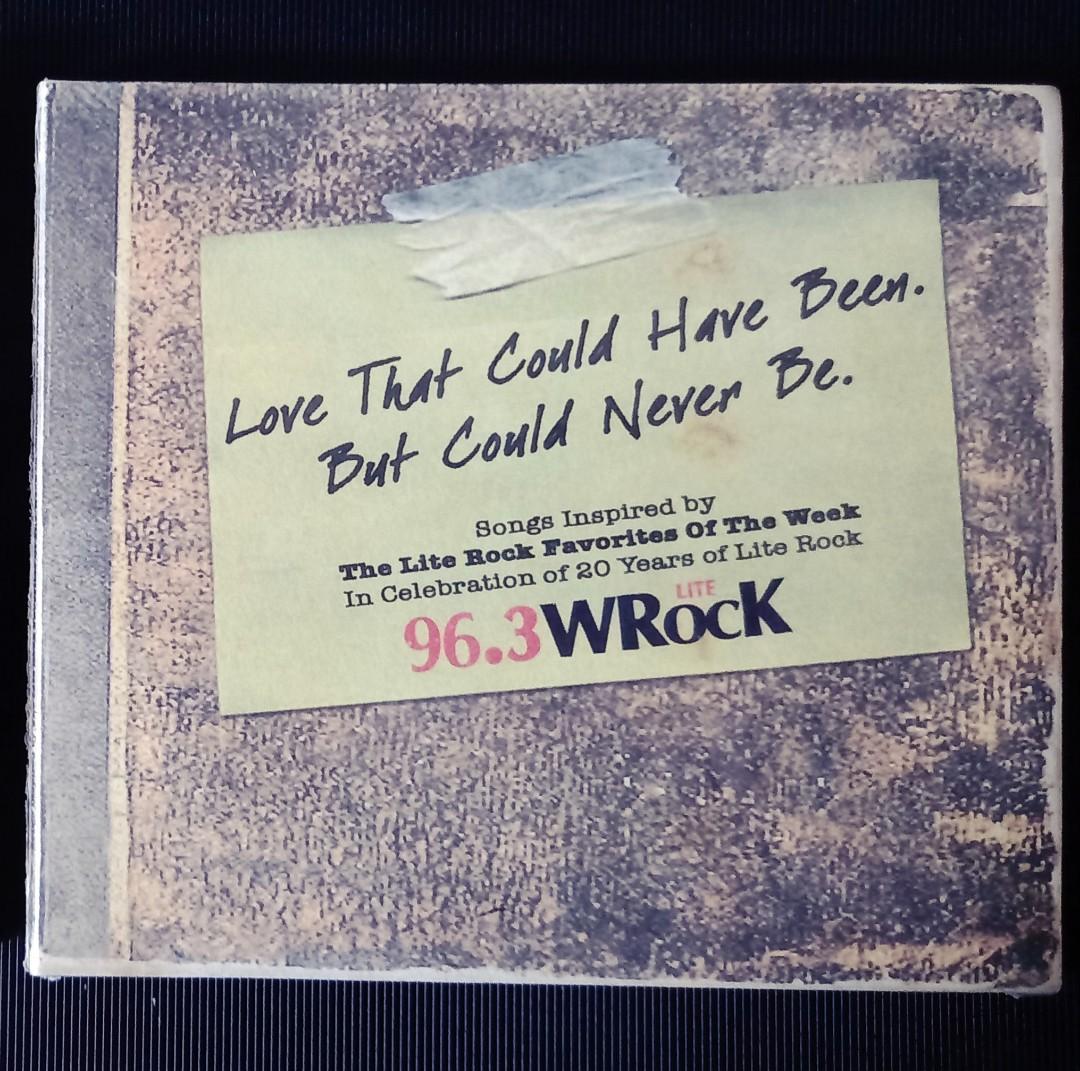 Love That Could Have Been.
But Could Never Be.
Songs Inspired by
The Lite Rock Favorites Of The Week
In Celebration of 20 Years of Lite Rock
LITE
96.3WRocK